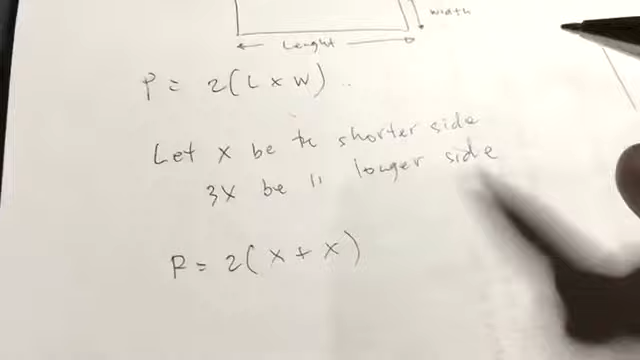 width
Lenght
P = 2(L x W)
Let x be the shorter side
3x be " longer side
P = 2(x + x)